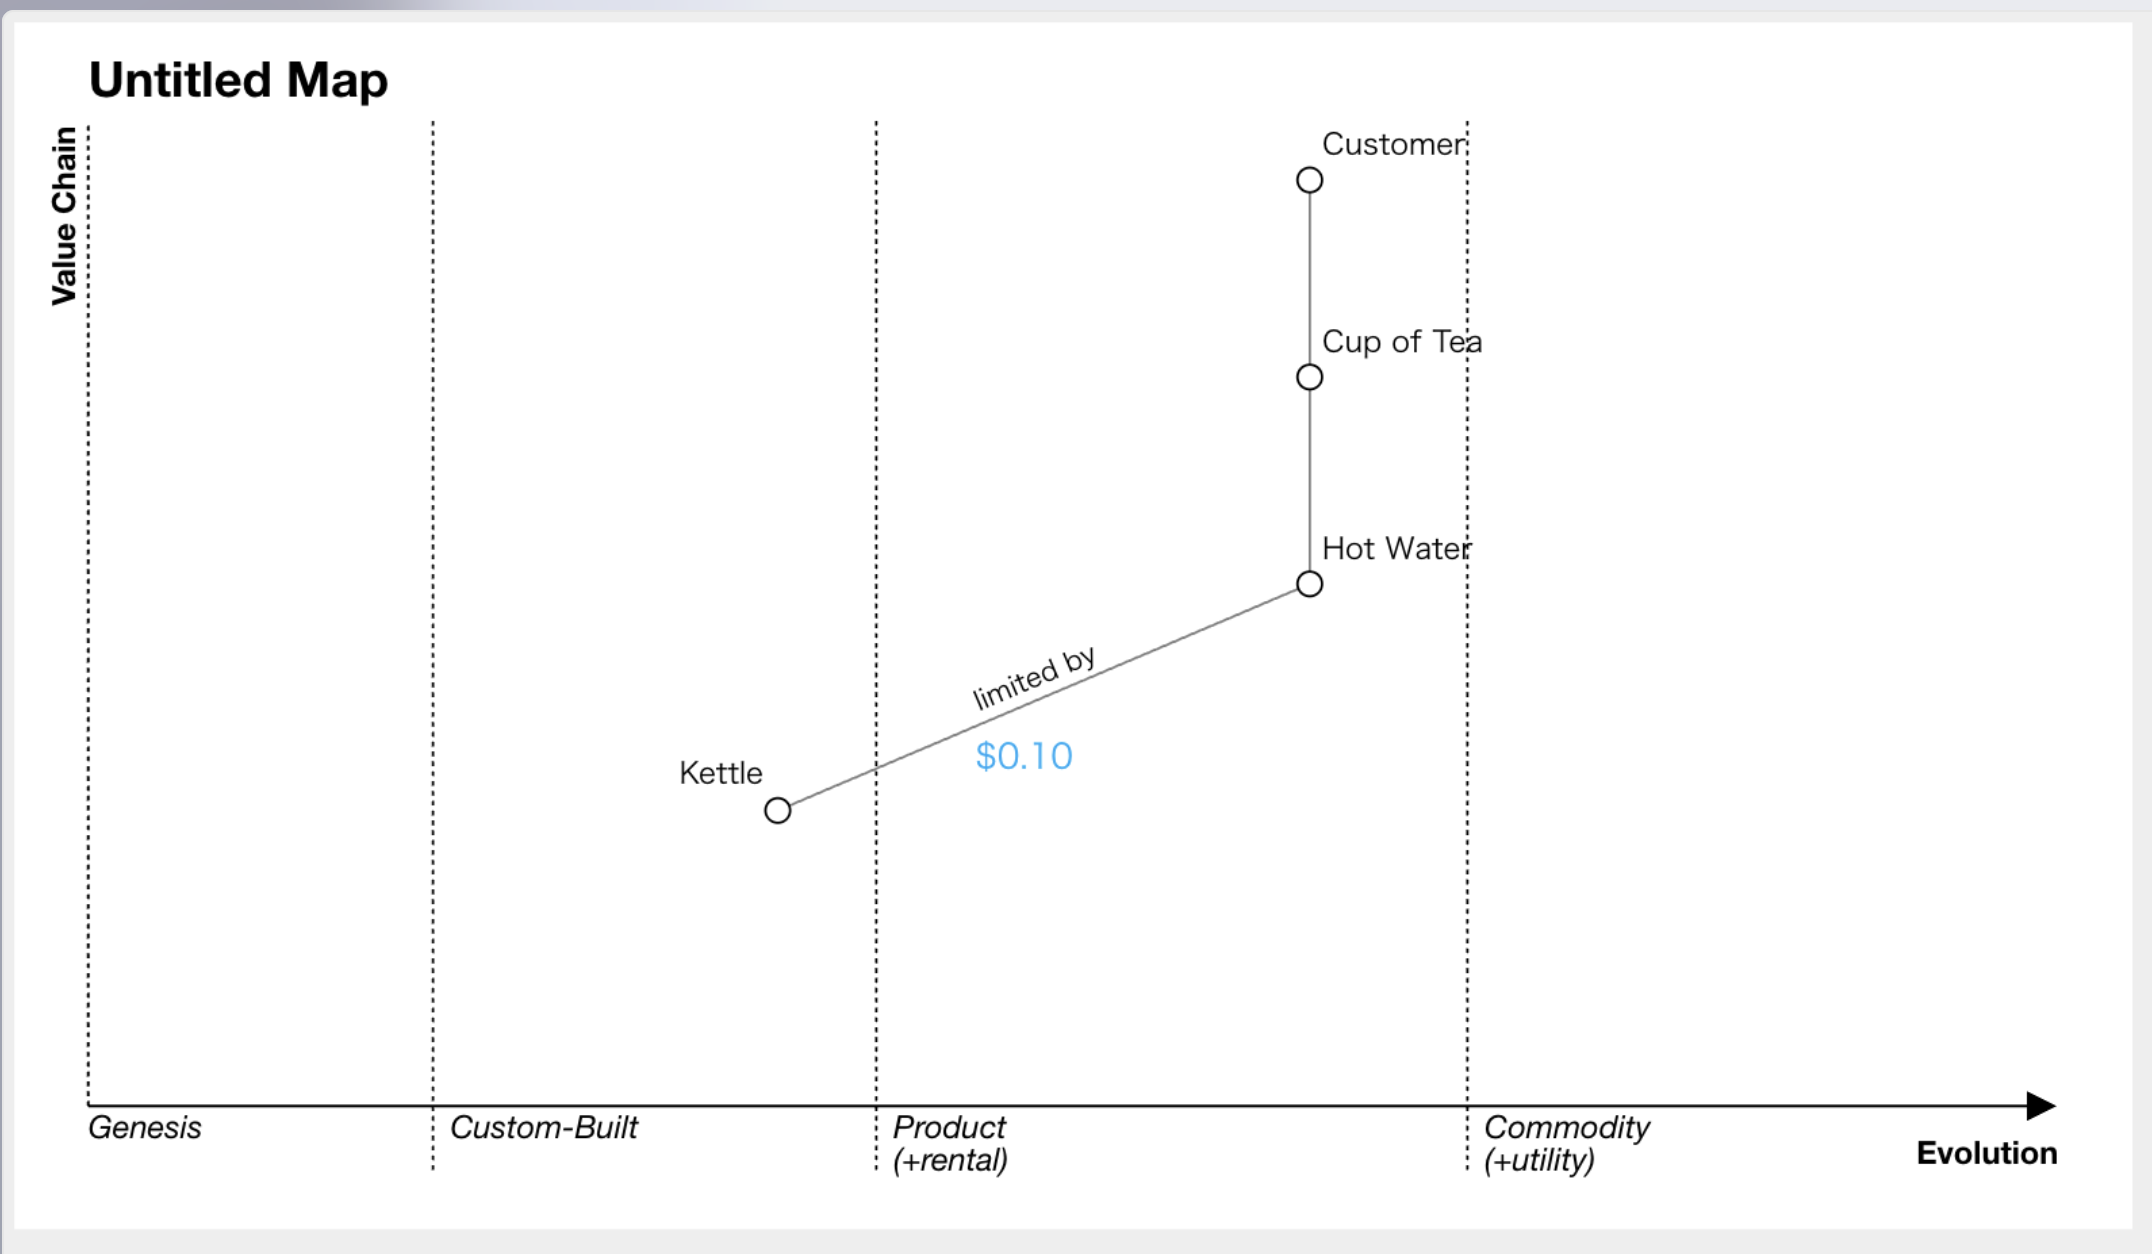 Untitled Map
Value Chain
Customer
Cup of Tea
Hot Water
limited by
$0.10
Kettle
Genesis
Custom-Built
Product
(+rental)
Commodity
(+utility)
Evolution